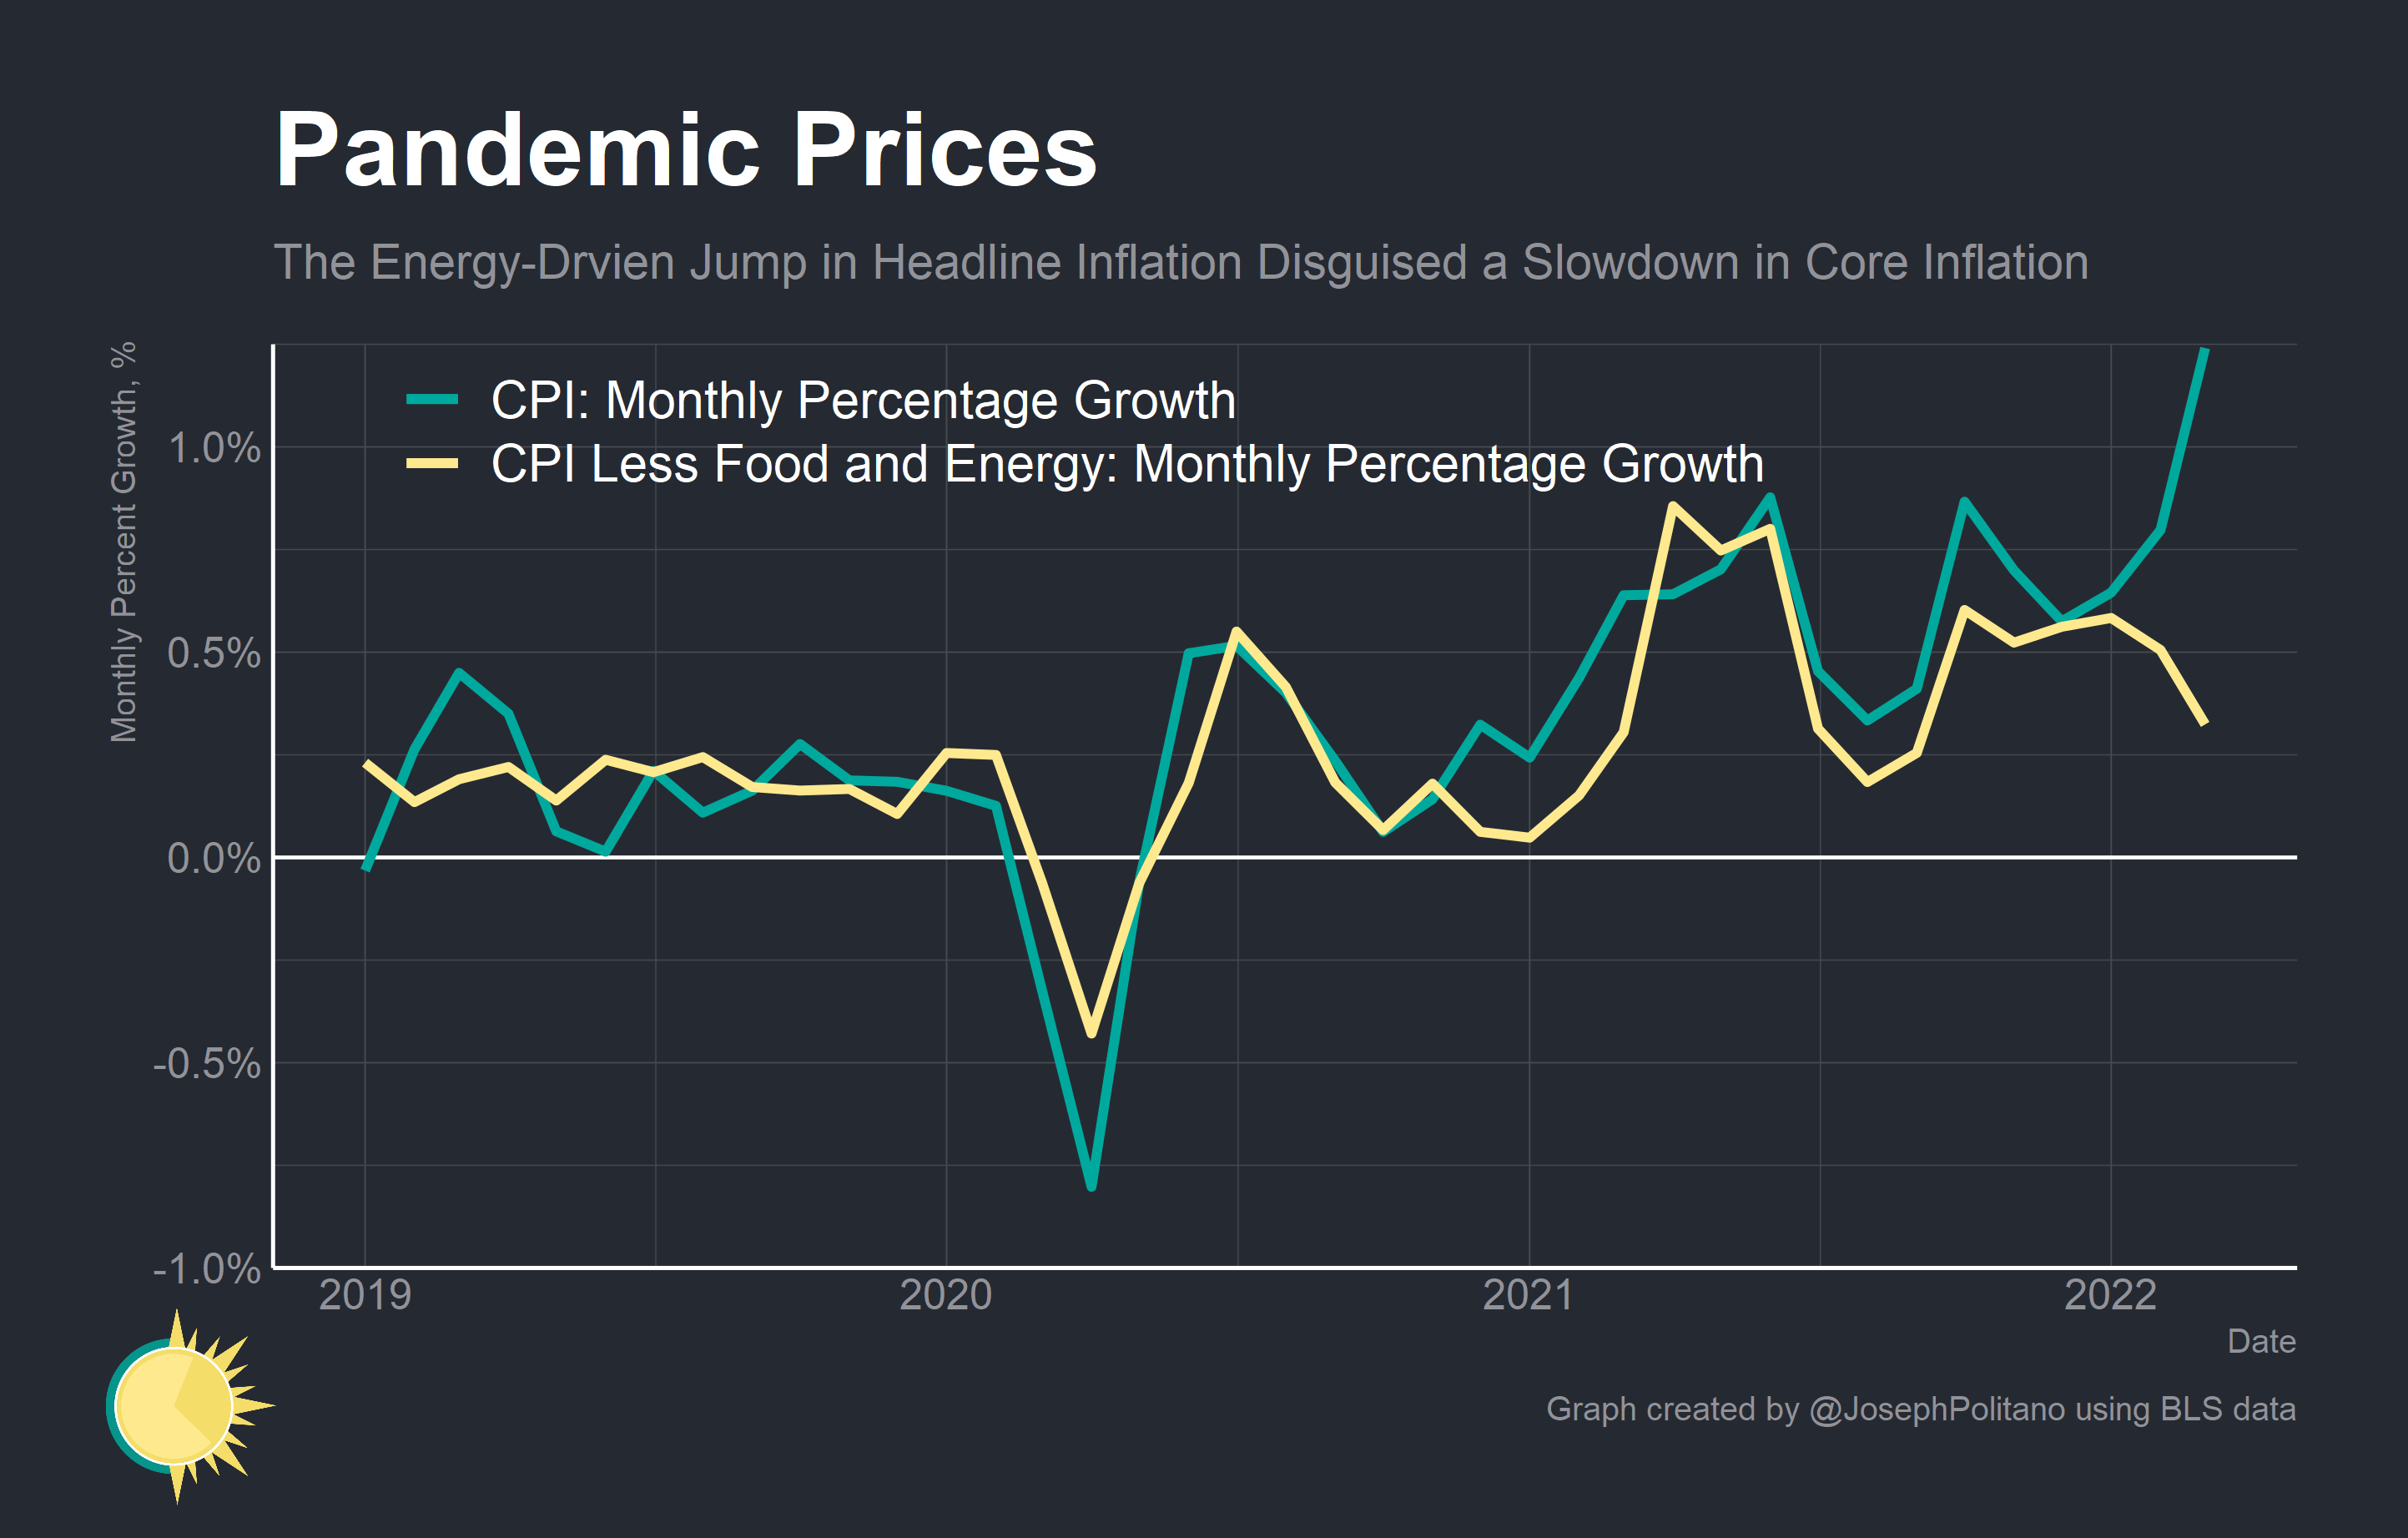 Pandemic Prices
The Energy-Drvien Jump in Headline Inflation Disguised a Slowdown in Core Inflation
Monthly Percent Growth, %
CPI: Monthly Percentage Growth
CPI Less Food and Energy: Monthly Percentage Growth
1.0%
0.5%
0.0%
-0.5%
-1.0%
2019 2020 2021 2022
Date
Graph created by @JosephPolitano using BLS data